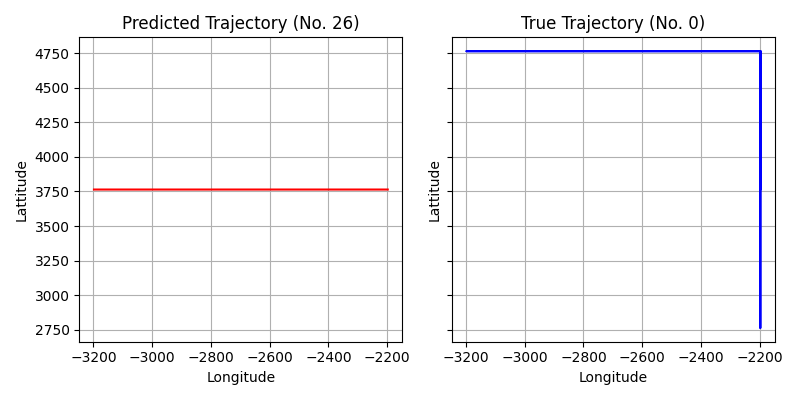 Predicted Trajectory (No. 26)
True Trajectory (No. 0)
Lattitude
4750
4500
4250
4000
3750
3500
3250
3000
2750
−3200 −3000 −2800 −2600 −2400 −2200
Longitude
Lattitude
−3200 −3000 −2800 −2600 −2400 −2200
Longitude